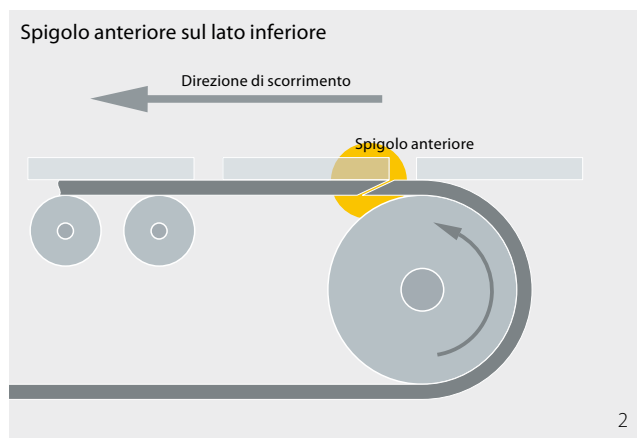 Spigolo anteriore sul lato inferiore
Direzione di scorrimento
Spigolo anteriore
2